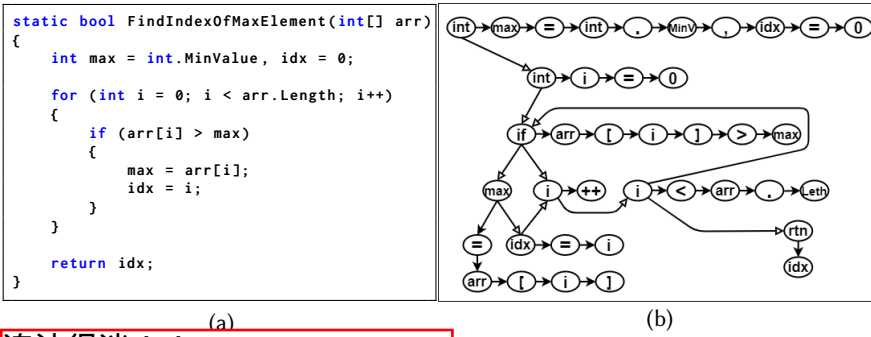 static bool FindIndexOfMaxElement(int[] arr)
{
int max = int.MinValue, idx = 0;
for (int i = 0; i < arr.Length; i++)
{
if (arr[i] > max)
{
max = arr[i];
idx = i;
}
}
return idx;
}
(a)
int max = int . MinV , idx = 0
int i = 0
if arr [ i ] > max
max i ++ i < arr . Leth
rtn
= idx = i
idx
arr [ i ]
(b)